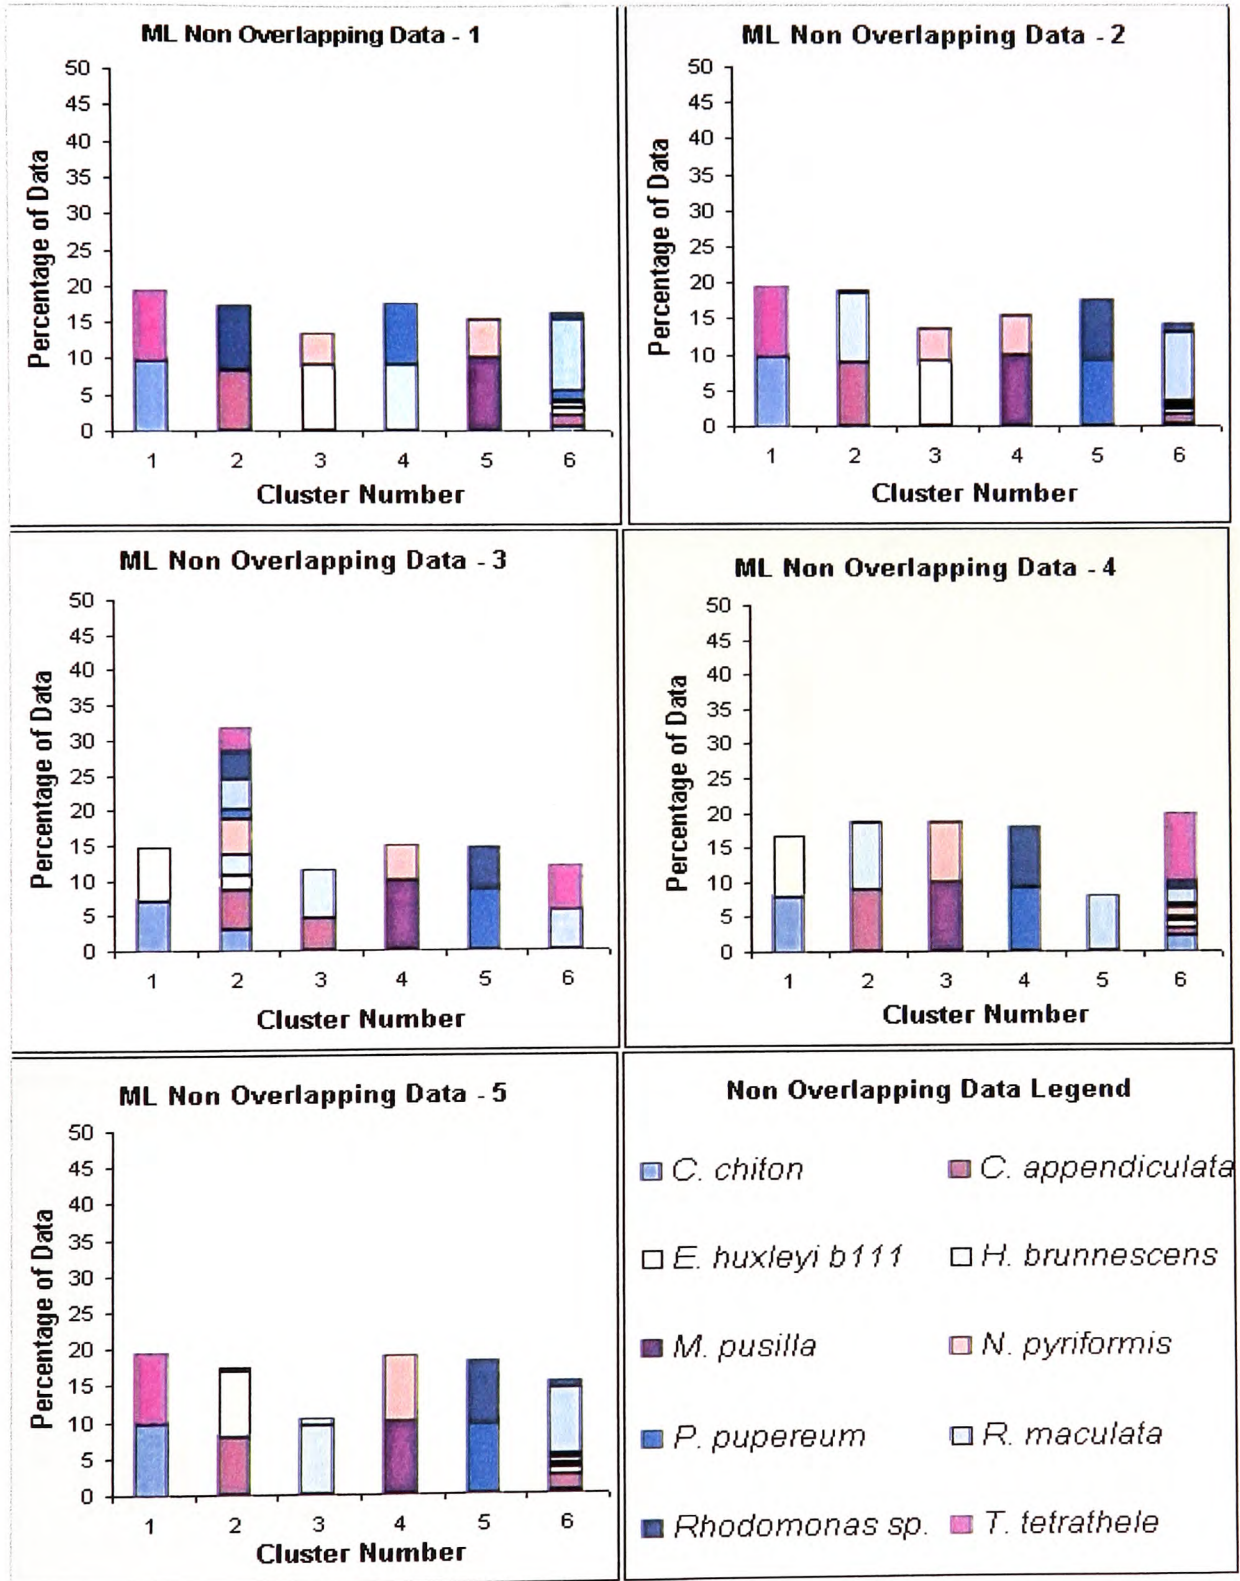 ML Non Overlapping Data - 1
50
45
40
35
30
25
20
15
10
5
0
Percentage of Data
1 2 3 4 5 6
Cluster Number
ML Non Overlapping Data - 2
50
45
40
35
30
25
20
15
10
5
0
Percentage of Data
1 2 3 4 5 6
Cluster Number
ML Non Overlapping Data - 3
50
45
40
35
30
25
20
15
10
5
0
Percentage of Data
1 2 3 4 5 6
Cluster Number
ML Non Overlapping Data - 4
50
45
40
35
30
25
20
15
10
5
0
Percentage of Data
1 2 3 4 5 6
Cluster Number
ML Non Overlapping Data - 5
50
45
40
35
30
25
20
15
10
5
0
Percentage of Data
1 2 3 4 5 6
Cluster Number
Non Overlapping Data Legend
C. chiton C. appendiculata
E. huxleyi b111 H. brunnescens
M. pusilla N. pyriformis
P. pupereum R. maculata
Rhodomonas sp. T. tetrathele